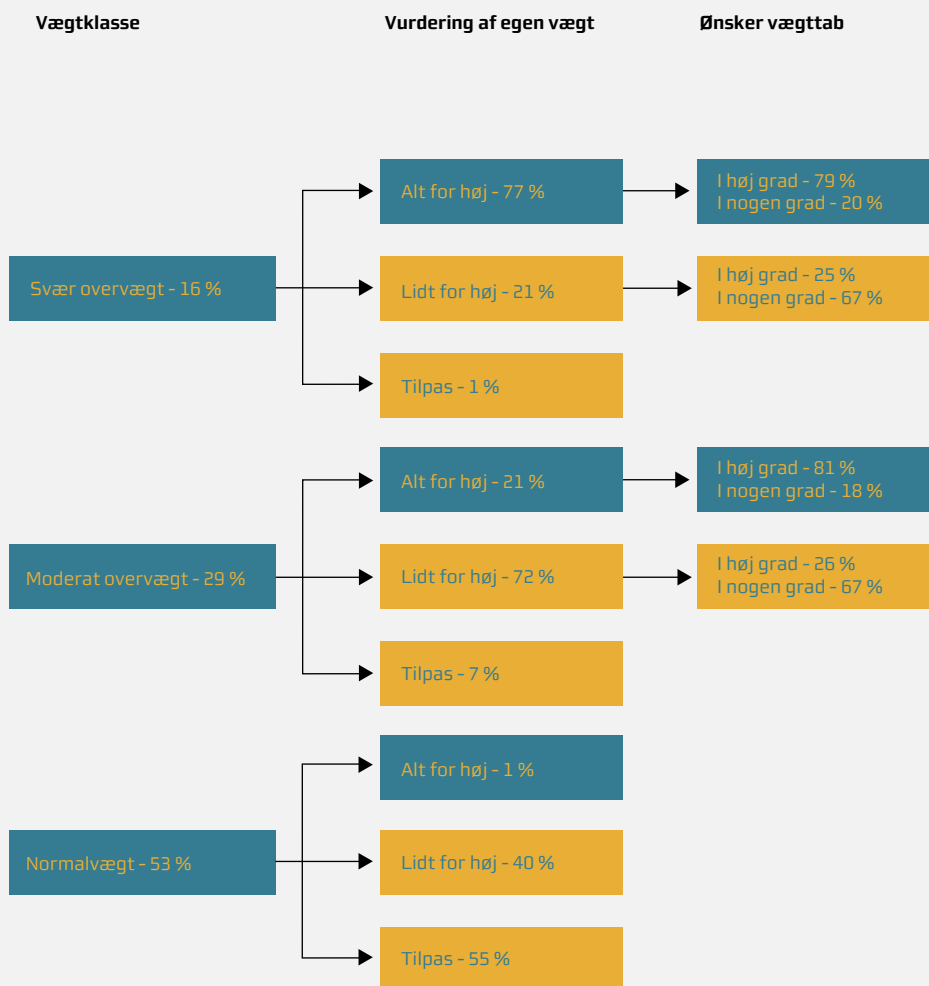 Vægtklasse
Vurdering af egen vægt
Ønsker vægttab
Alt for høj - 77 %
I høj grad - 79 %
I nogen grad - 20 %
Svær overvægt - 16 %
Lidt for høj - 21 %
I høj grad - 25 %
I nogen grad - 67 %
Tilpas - 1 %
Alt for høj - 21 %
I høj grad - 81 %
I nogen grad - 18 %
Moderat overvægt - 29 %
Lidt for høj - 72 %
I høj grad - 26 %
I nogen grad - 67 %
Tilpas - 7 %
Alt for høj - 1 %
Normalvægt - 53 %
Lidt for høj - 40 %
Tilpas - 55 %